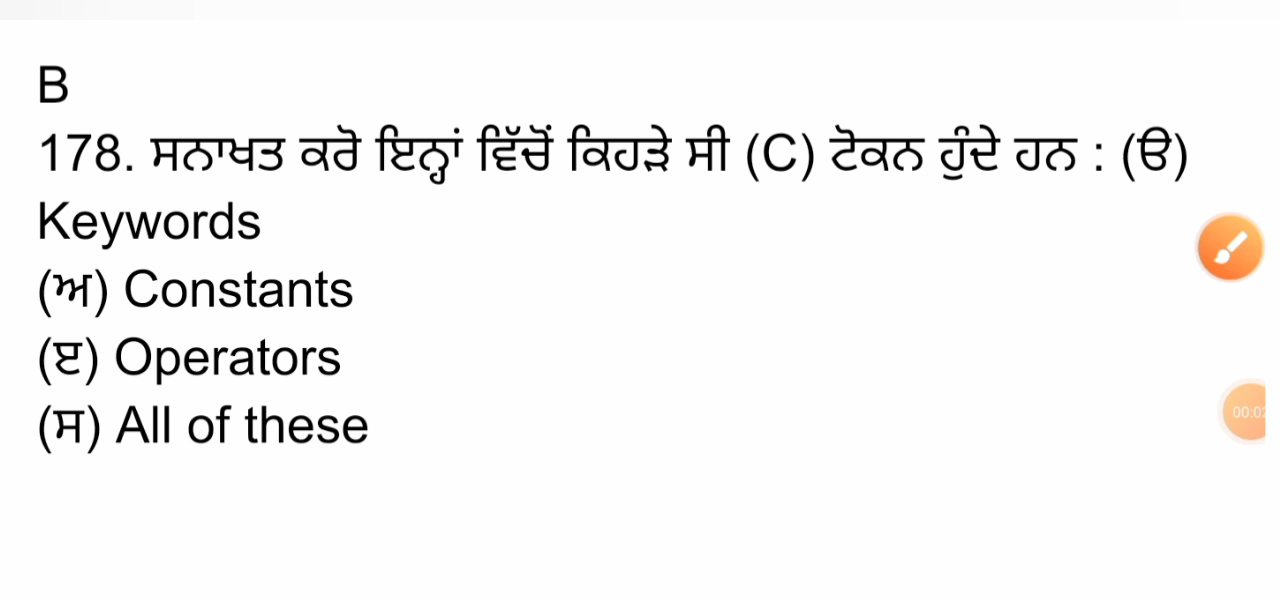 B
178. ਸਨਾਖਤ ਕਰੋ ਇਨ੍ਹਾਂ ਵਿੱਚੋਂ ਕਿਹੜੇ ਸੀ (C) ਟੋਕਨ ਹੁੰਦੇ ਹਨ : (ੳ)
Keywords
(ਅ) Constants
(ੲ) Operators
(ਸ) All of these